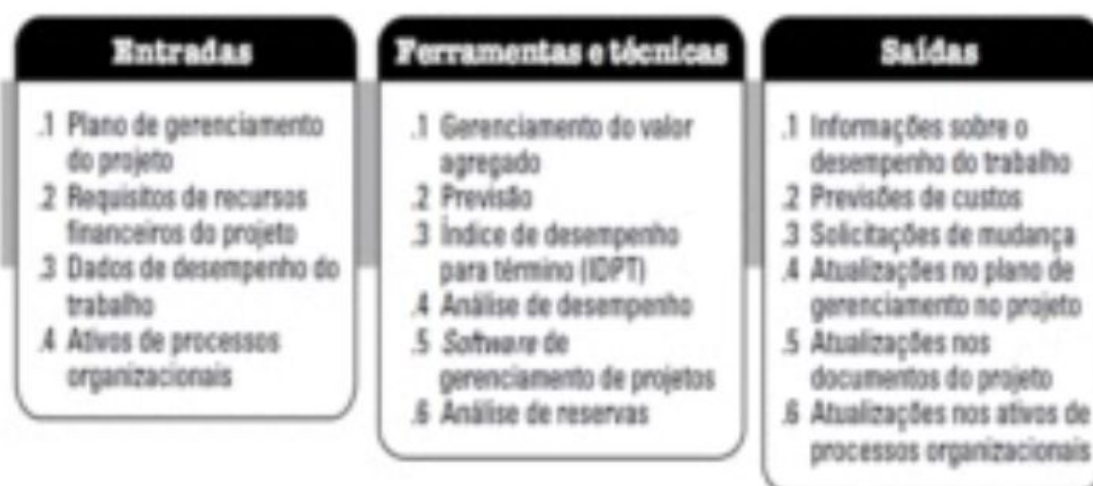 Entradas
.1 Plano de gerenciamento
do projeto
.2 Requisitos de recursos
financeiros do projeto
.3 Dados de desempenho do
trabalho
.4 Ativos de processos
organizacionais
Ferramentas e técnicas
.1 Gerenciamento do valor
agregado
.2 Previsão
.3 Índice de desempenho
para término (IDPT)
.4 Análise de desempenho
.5 Software de
gerenciamento de projetos
.6 Análise de reservas
Saídas
.1 Informações sobre o
desempenho do trabalho
.2 Previsões de custos
.3 Solicitações de mudança
.4 Atualizações no plano de
gerenciamento no projeto
.5 Atualizações nos
documentos do projeto
.6 Atualizações nos ativos de
processos organizacionais